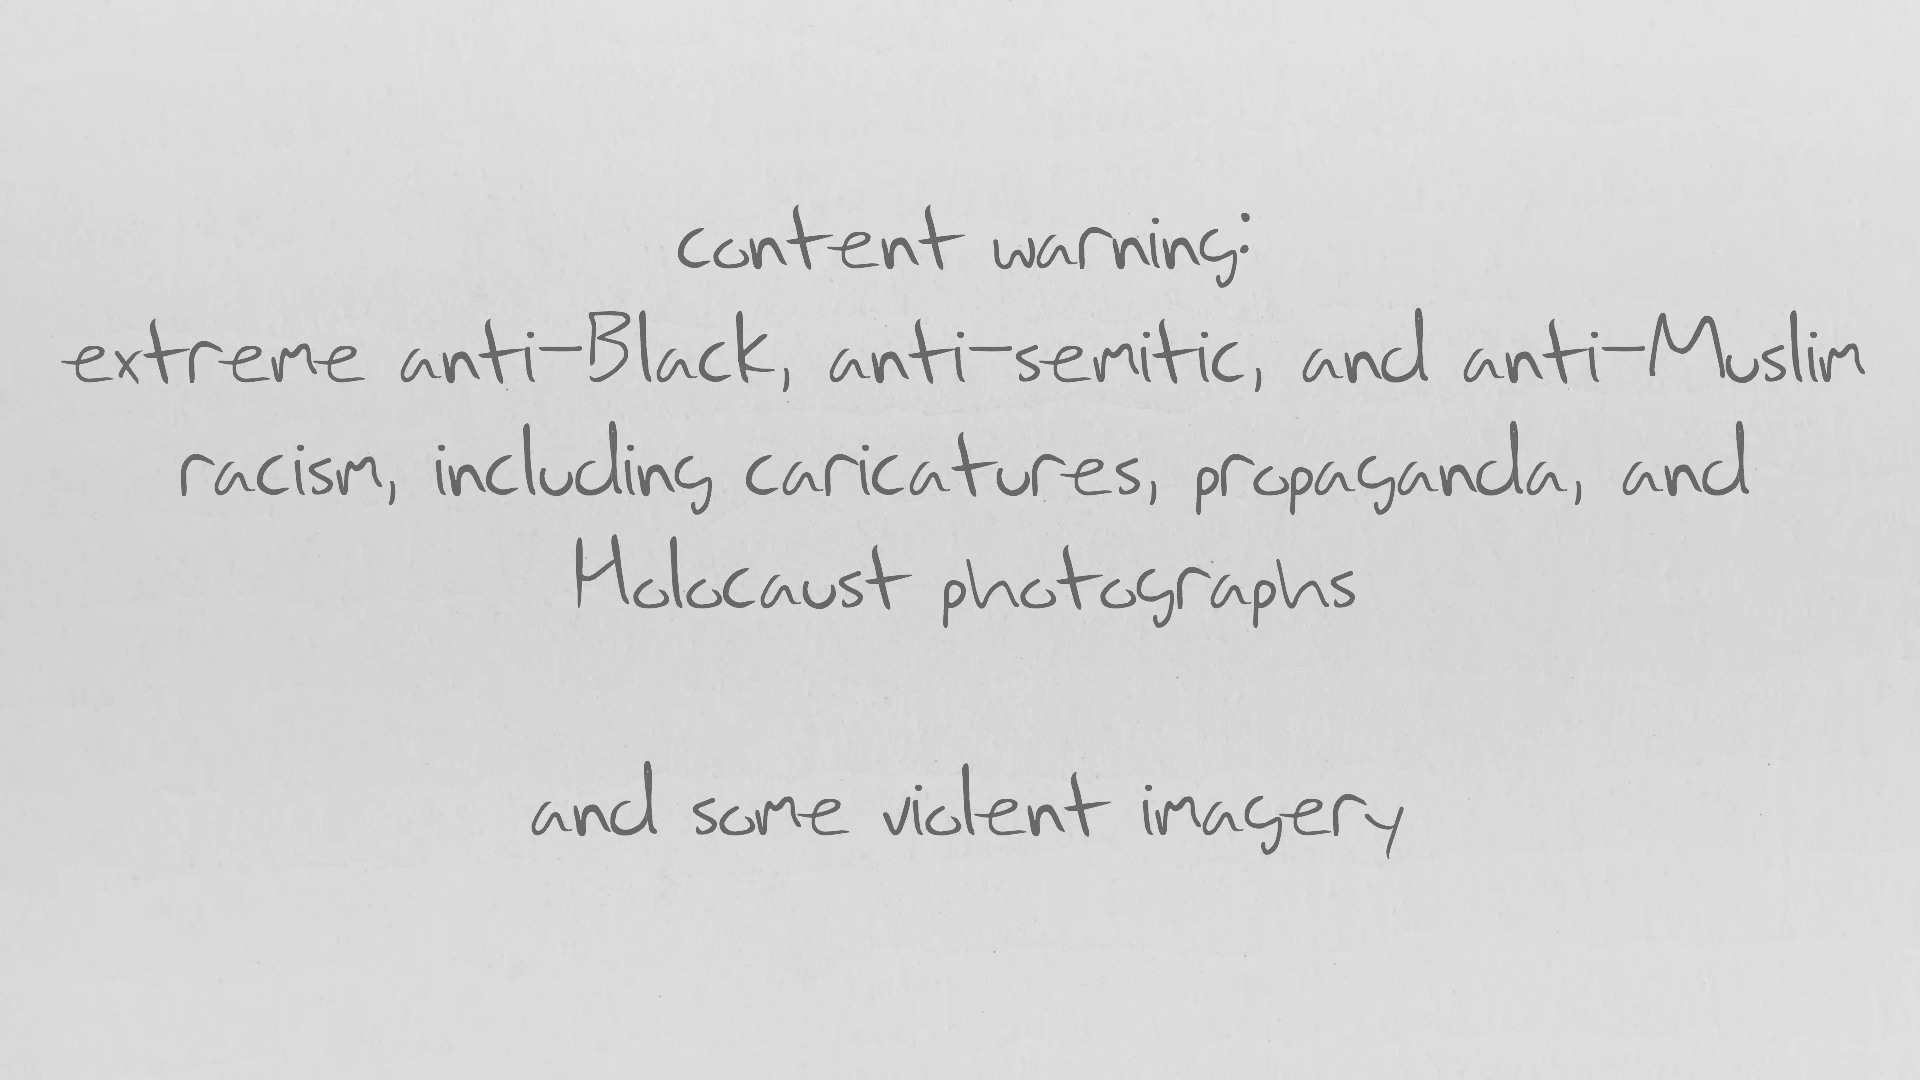 content warning:
extreme anti-Black, anti-semitic, and anti-Muslim
racism, including caricatures, propaganda, and
Holocaust photographs
and some violent imagery